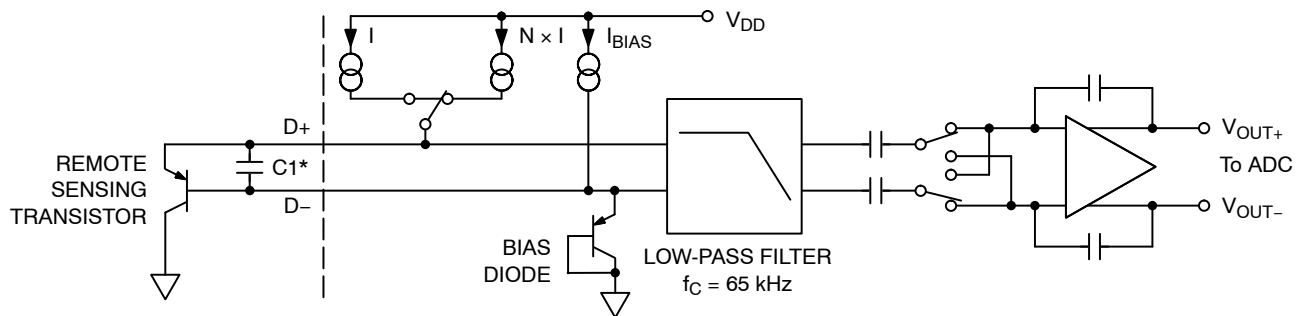 I
N × I
I_BIAS
V_DD
D+
C1*
REMOTE
SENSING
TRANSISTOR
D−
BIAS
DIODE
LOW-PASS FILTER
f_C = 65 kHz
V_OUT+
To ADC
V_OUT−